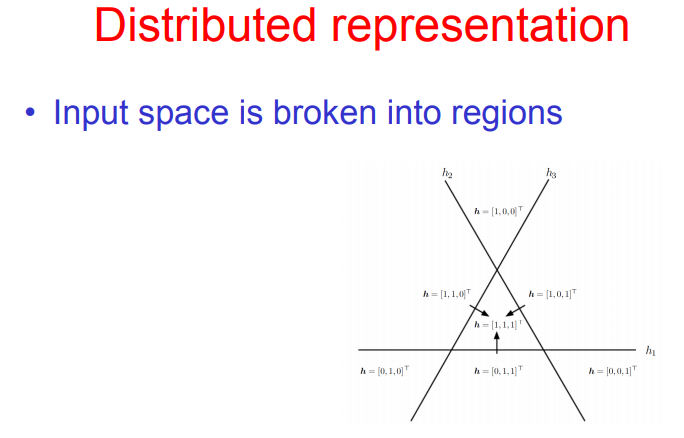 Distributed representation
• Input space is broken into regions
h₂ h₃
h = [1, 0, 0]⊤
h = [1, 1, 0]⊤ h = [1, 0, 1]⊤
h = [1, 1, 1]⊤
h₁
h = [0, 1, 0]⊤ h = [0, 1, 1]⊤ h = [0, 0, 1]⊤